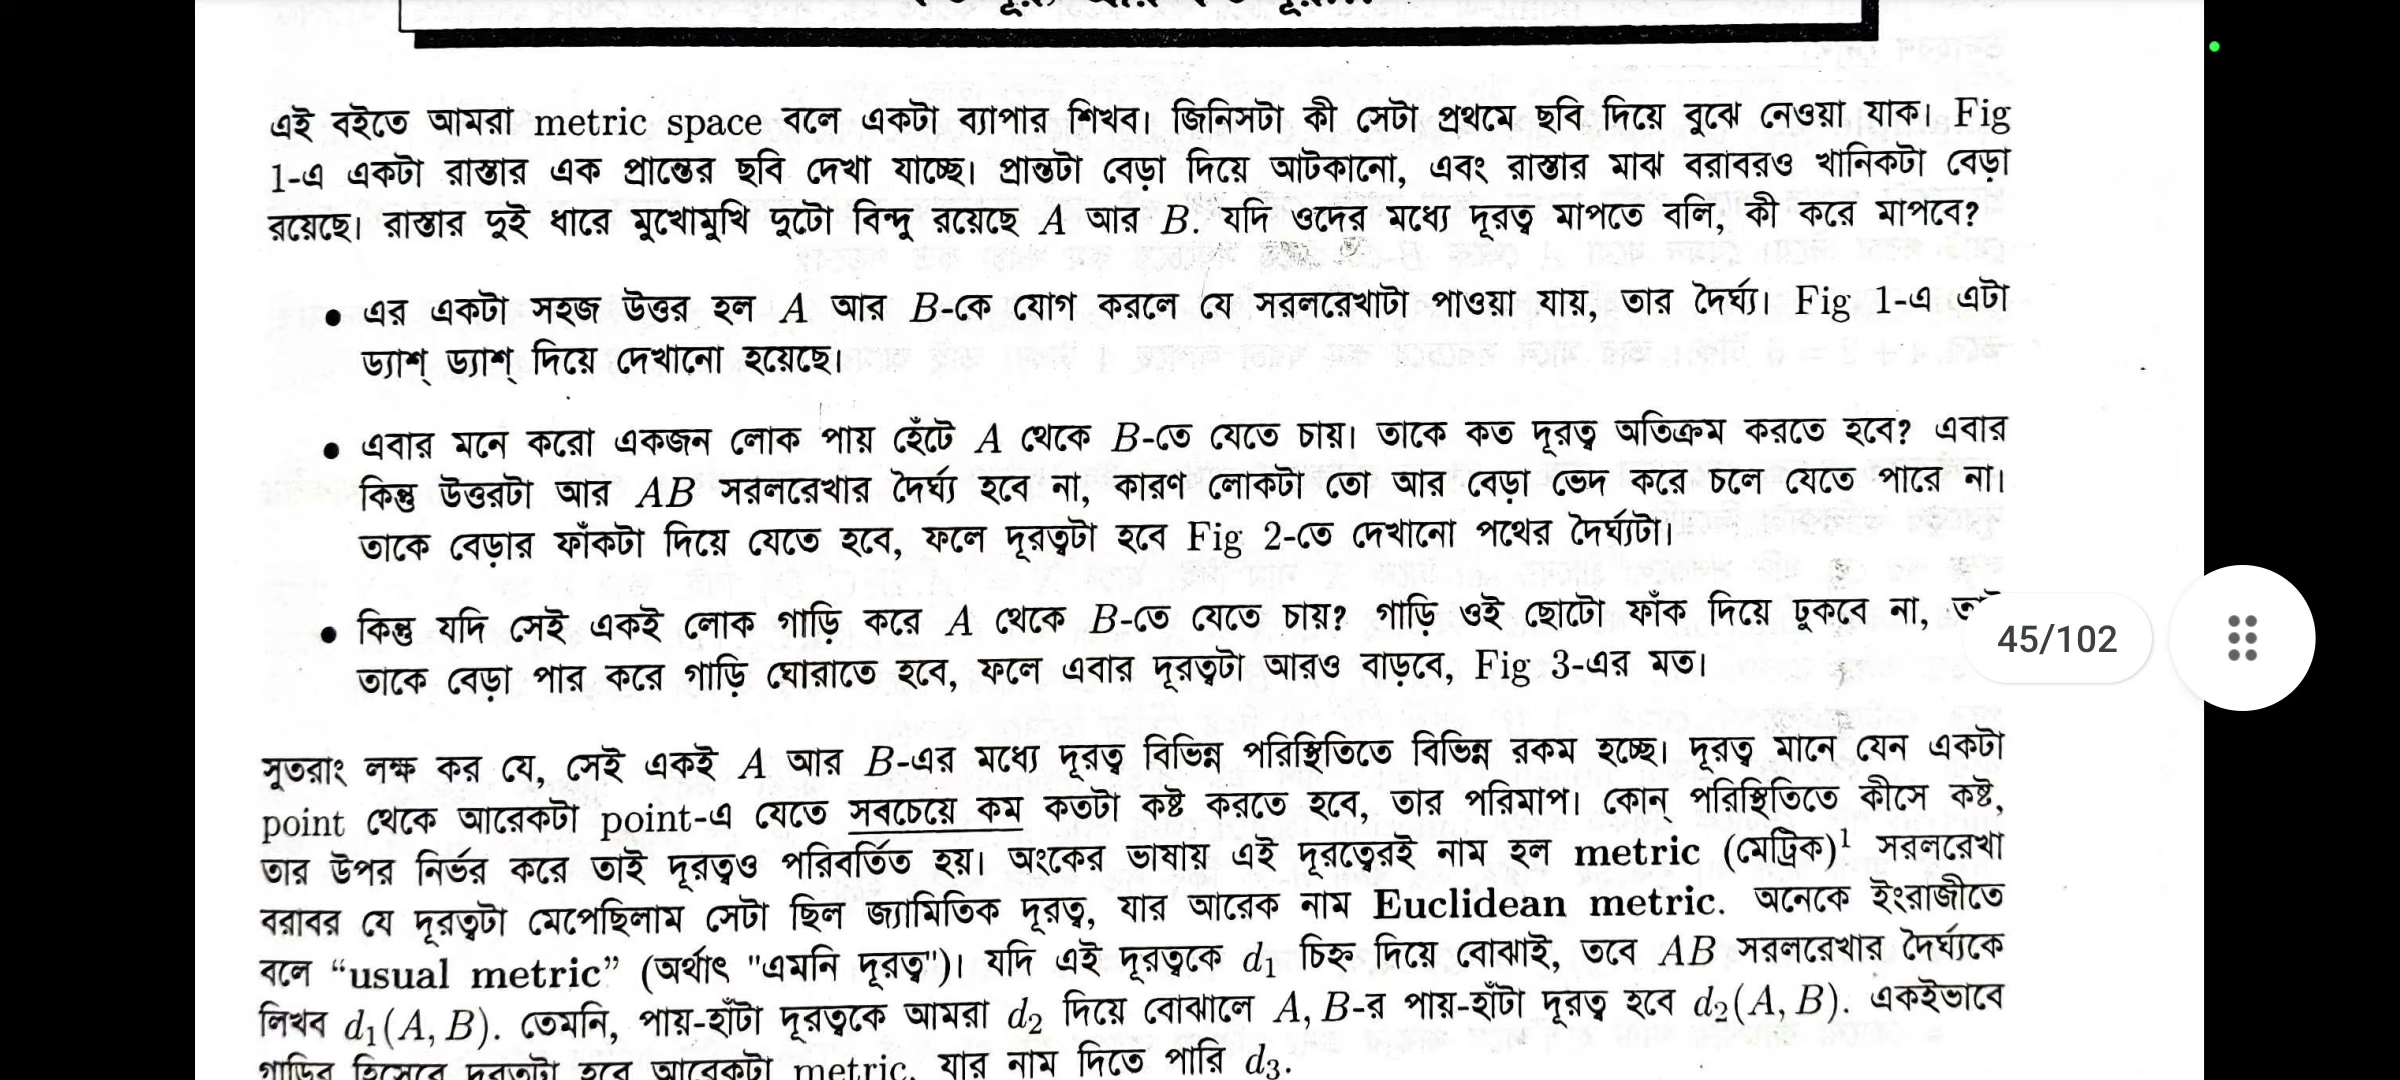 এই বইতে আমরা metric space বলে একটা ব্যাপার শিখব। জিনিসটা কী সেটা প্রথমে ছবি দিয়ে বুঝে নেওয়া যাক। Fig
1-এ একটা রাস্তার এক প্রান্তের ছবি দেখা যাচ্ছে। প্রান্তটা বেড়া দিয়ে আটকানো, এবং রাস্তার মাঝ বরাবরও খানিকটা বেড়া
রয়েছে। রাস্তার দুই ধারে মুখোমুখি দুটো বিন্দু রয়েছে A আর B. যদি ওদের মধ্যে দূরত্ব মাপতে বলি, কী করে মাপবে?
• এর একটা সহজ উত্তর হল A আর B-কে যোগ করলে যে সরলরেখাটা পাওয়া যায়, তার দৈর্ঘ্য। Fig 1-এ এটা
ড্যাশ্ ড্যাশ্ দিয়ে দেখানো হয়েছে।
• এবার মনে করো একজন লোক পায় হেঁটে A থেকে B-তে যেতে চায়। তাকে কত দূরত্ব অতিক্রম করতে হবে? এবার
কিন্তু উত্তরটা আর AB সরলরেখার দৈর্ঘ্য হবে না, কারণ লোকটা তো আর বেড়া ভেদ করে চলে যেতে পারে না।
তাকে বেড়ার ফাঁকটা দিয়ে যেতে হবে, ফলে দূরত্বটা হবে Fig 2-তে দেখানো পথের দৈর্ঘ্যটা।
• কিন্তু যদি সেই একই লোক গাড়ি করে A থেকে B-তে যেতে চায়? গাড়ি ওই ছোটো ফাঁক দিয়ে ঢুকবে না,
45/102
তাকে বেড়া পার করে গাড়ি ঘোরাতে হবে, ফলে এবার দূরত্বটা আরও বাড়বে, Fig 3-এর মত।
সুতরাং লক্ষ কর যে, সেই একই A আর B-এর মধ্যে দূরত্ব বিভিন্ন পরিস্থিতিতে বিভিন্ন রকম হচ্ছে। দূরত্ব মানে যেন একটা
point থেকে আরেকটা point-এ যেতে সবচেয়ে কম কতটা কষ্ট করতে হবে, তার পরিমাপ। কোন্ পরিস্থিতিতে কীসে কষ্ট,
তার উপর নির্ভর করে তাই দূরত্বও পরিবর্তিত হয়। অংকের ভাষায় এই দূরত্বেরই নাম হল metric (মেট্রিক)¹ সরলরেখা
বরাবর যে দূরত্বটা মেপেছিলাম সেটা ছিল জ্যামিতিক দূরত্ব, যার আরেক নাম Euclidean metric. অনেকে ইংরাজীতে
বলে “usual metric” (অর্থাৎ "এমনি দূরত্ব")। যদি এই দূরত্বকে d₁ চিহ্ন দিয়ে বোঝাই, তবে AB সরলরেখার দৈর্ঘ্যকে
লিখব d₁(A, B). তেমনি, পায়-হাঁটা দূরত্বকে আমরা d₂ দিয়ে বোঝালে A, B-র পায়-হাঁটা দূরত্ব হবে d₂(A, B). একইভাবে
গাড়ির হিসেবে দূরত্বটা হবে আরেকটা metric, যার নাম দিতে পারি d₃.